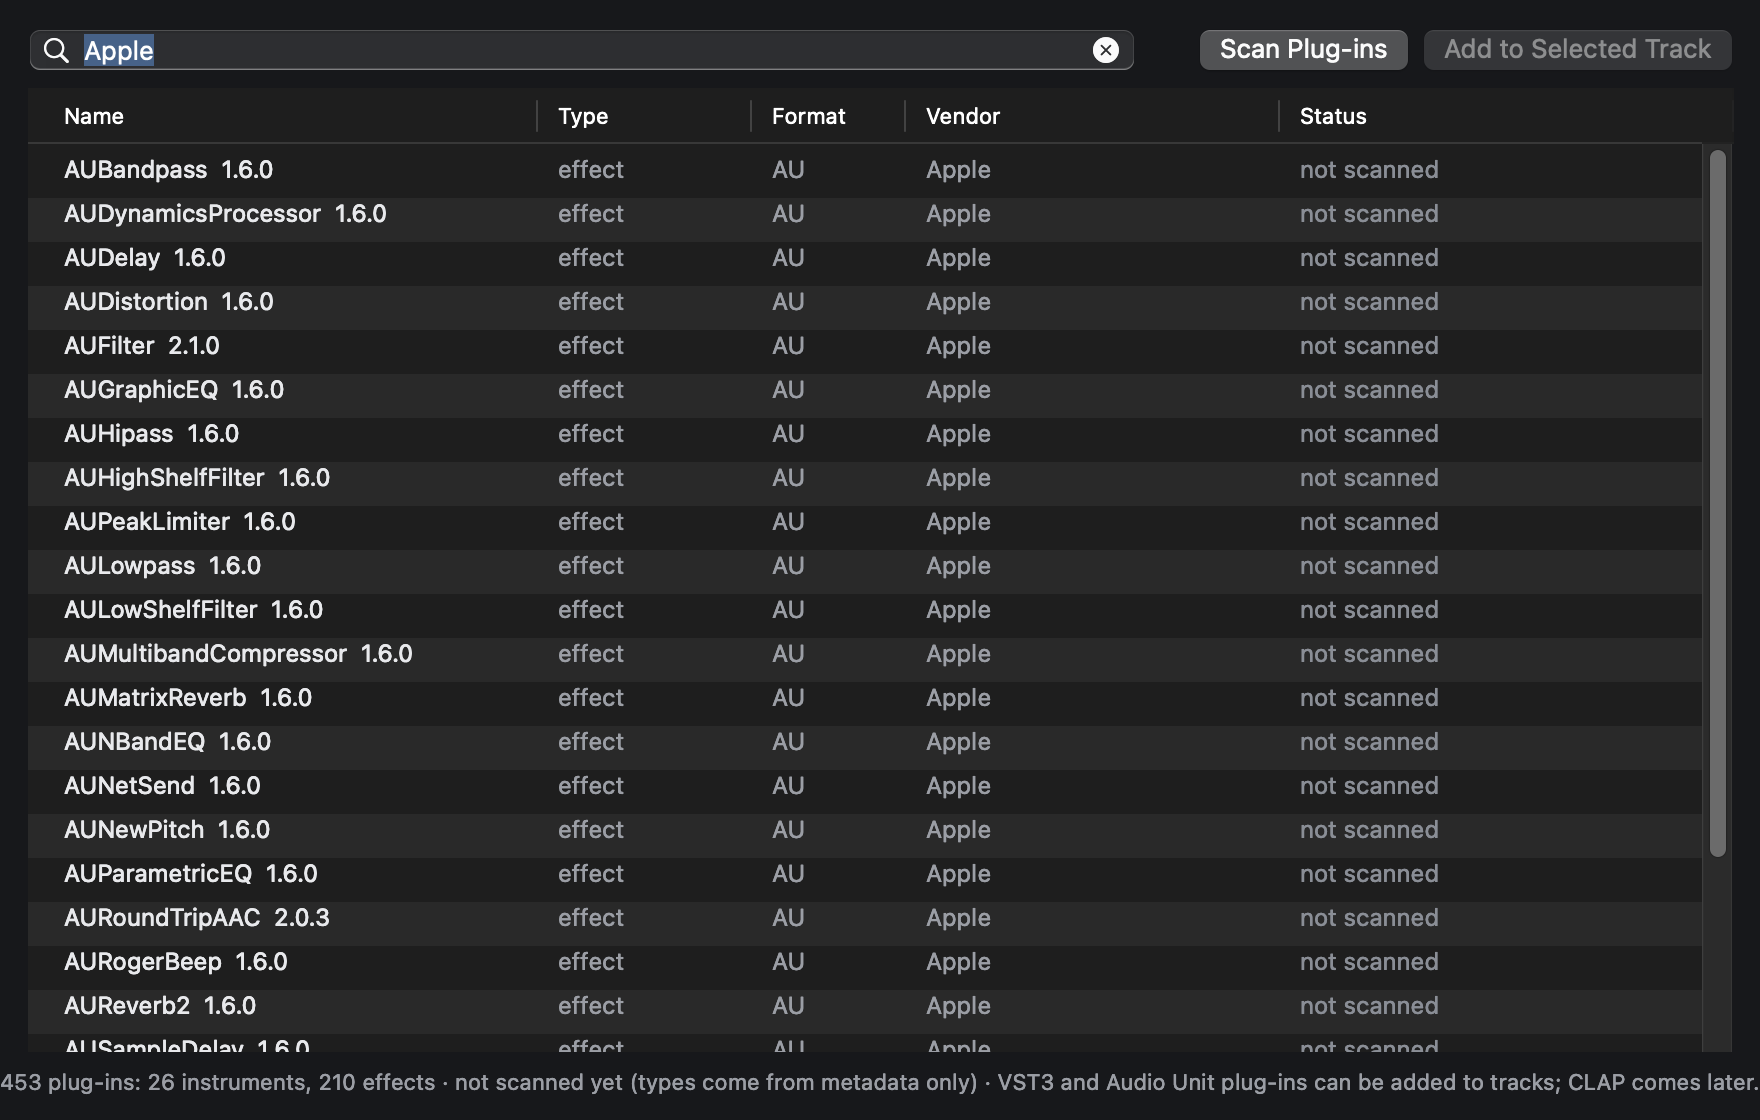 Apple
Scan Plug-ins
Add to Selected Track
Name Type Format Vendor Status
AUBandpass 1.6.0 effect AU Apple not scanned
AUDynamicsProcessor 1.6.0 effect AU Apple not scanned
AUDelay 1.6.0 effect AU Apple not scanned
AUDistortion 1.6.0 effect AU Apple not scanned
AUFilter 2.1.0 effect AU Apple not scanned
AUGraphicEQ 1.6.0 effect AU Apple not scanned
AUHipass 1.6.0 effect AU Apple not scanned
AUHighShelfFilter 1.6.0 effect AU Apple not scanned
AUPeakLimiter 1.6.0 effect AU Apple not scanned
AULowpass 1.6.0 effect AU Apple not scanned
AULowShelfFilter 1.6.0 effect AU Apple not scanned
AUMultibandCompressor 1.6.0 effect AU Apple not scanned
AUMatrixReverb 1.6.0 effect AU Apple not scanned
AUNBandEQ 1.6.0 effect AU Apple not scanned
AUNetSend 1.6.0 effect AU Apple not scanned
AUNewPitch 1.6.0 effect AU Apple not scanned
AUParametricEQ 1.6.0 effect AU Apple not scanned
AURoundTripAAC 2.0.3 effect AU Apple not scanned
AURogerBeep 1.6.0 effect AU Apple not scanned
AUReverb2 1.6.0 effect AU Apple not scanned
AUSampleDelay 1.6.0 effect AU Apple not scanned
453 plug-ins: 26 instruments, 210 effects · not scanned yet (types come from metadata only) · VST3 and Audio Unit plug-ins can be added to tracks; CLAP comes later.